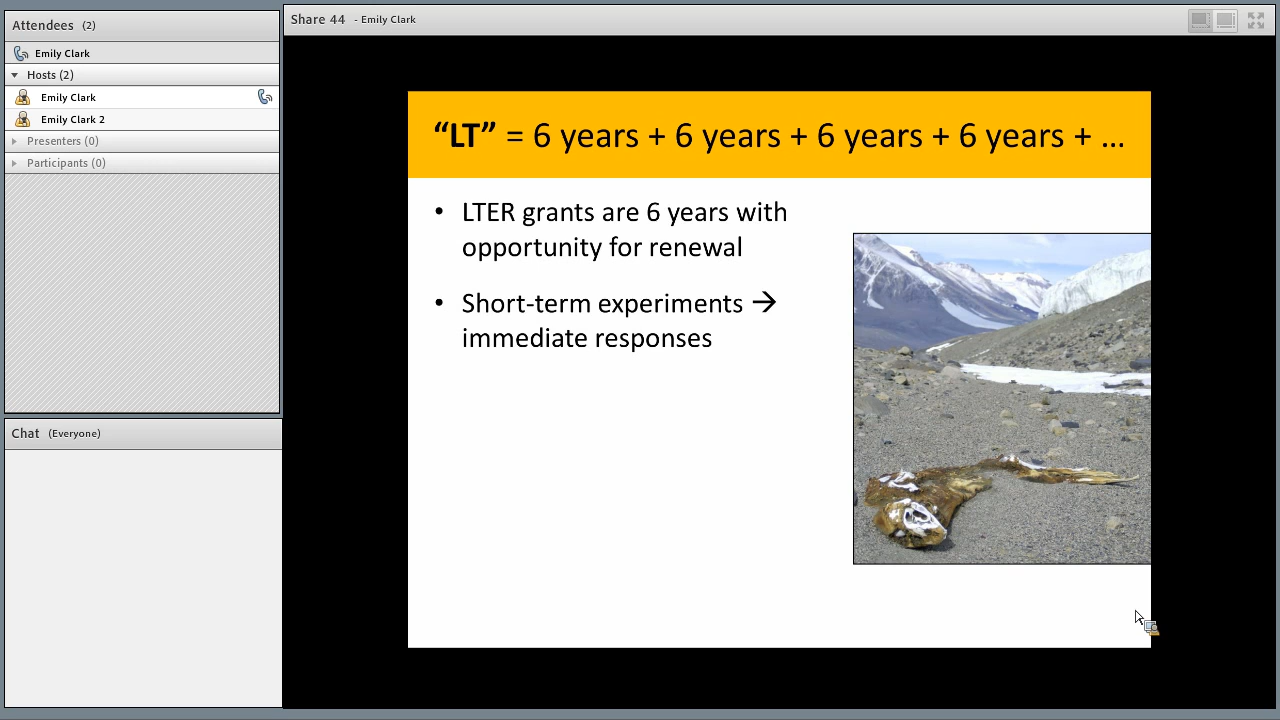 Attendees (2)
Emily Clark
Hosts (2)
Emily Clark
Emily Clark 2
Presenters (0)
Participants (0)
Chat (Everyone)
Share 44 - Emily Clark
“LT” = 6 years + 6 years + 6 years + 6 years + ...
• LTER grants are 6 years with
opportunity for renewal
• Short-term experiments →
immediate responses